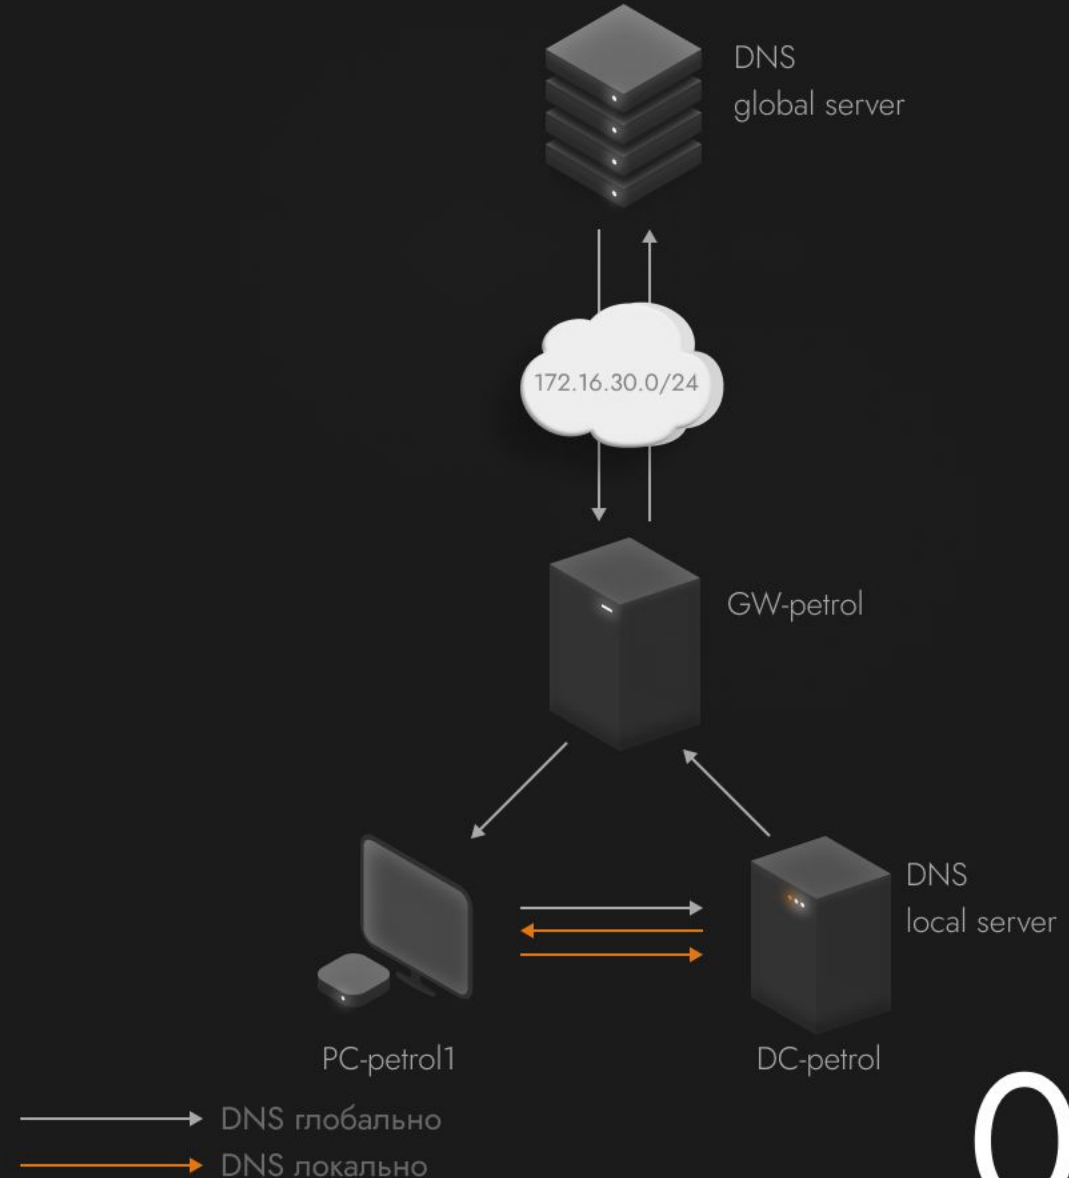 DNS
global server
172.16.30.0/24
GW-petrol
DNS
local server
PC-petrol1
DC-petrol
DNS глобально
DNS локально
0